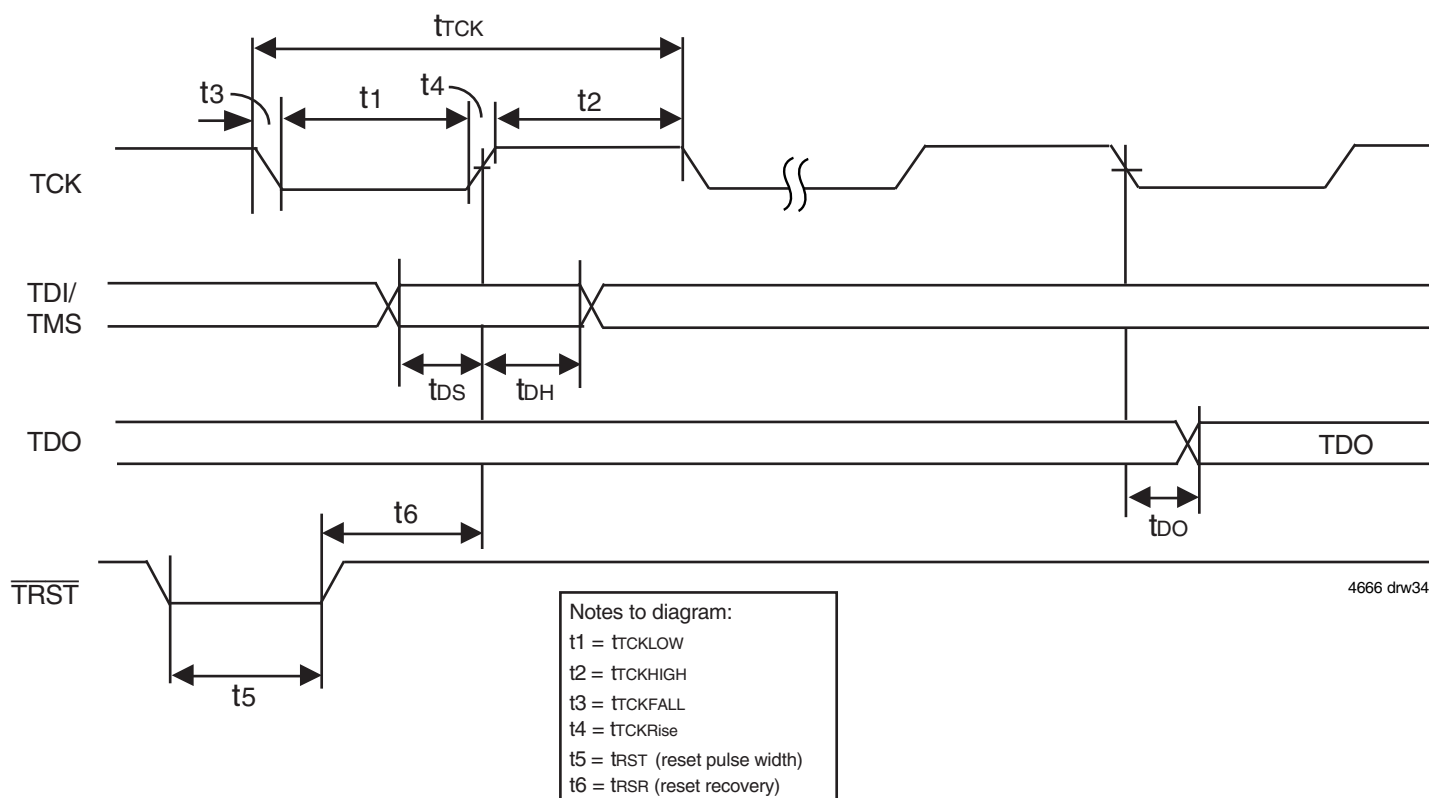 tTCK
t3
t1
t4
t2
TCK
TDI/
TMS
tDS
tDH
TDO
TDO
tDO
t6
TRST
4666 drw34
t5
Notes to diagram:
t1 = tTCKLOW
t2 = tTCKHIGH
t3 = tTCKFALL
t4 = tTCKRise
t5 = tRST (reset pulse width)
t6 = tRSR (reset recovery)